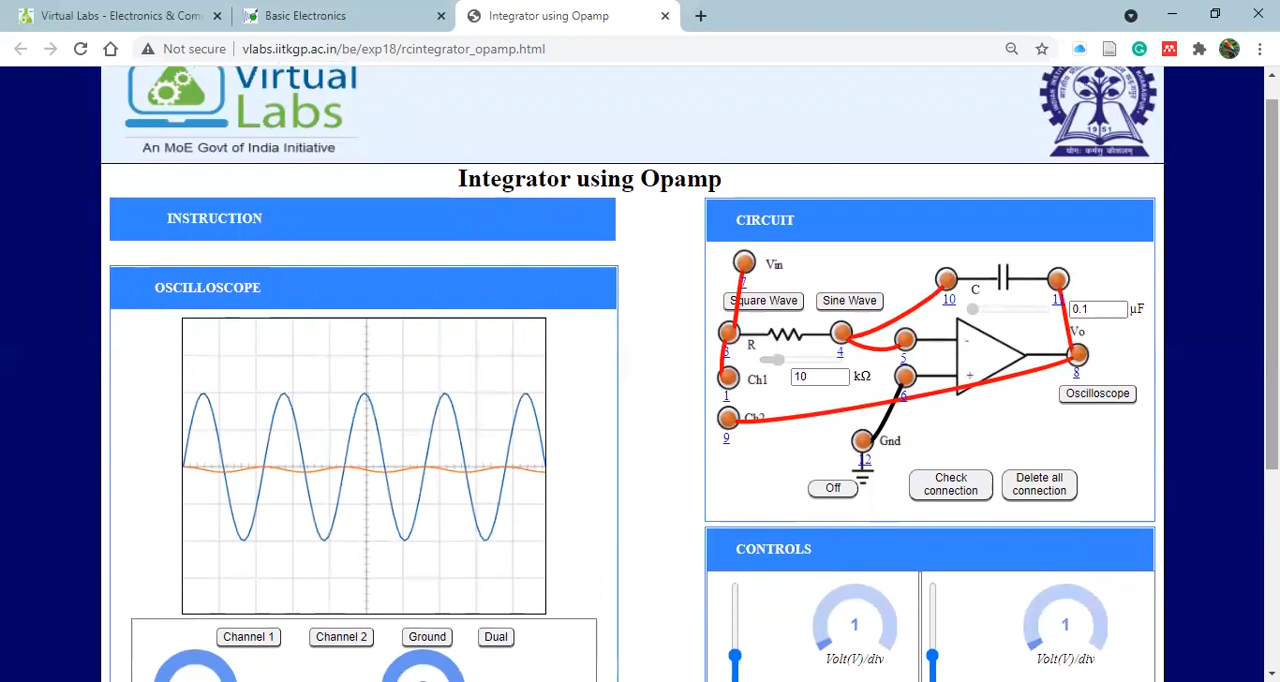 Virtual Labs - Electronics & Com
Basic Electronics
Integrator using Opamp
Not secure
vlabs.iitkgp.ac.in/be/exp18/rcintegrator_opamp.html
Virtual
Labs
An MoE Govt of India Initiative
1951
Integrator using Opamp
INSTRUCTION
OSCILLOSCOPE
Channel 1
Channel 2
Ground
Dual
CIRCUIT
Vin
7
Square Wave
Sine Wave
C
10
11
0.1
µF
R
3
4
5
10
kΩ
Vo
8
Ch1
1
Ch2
9
-
+
6
Oscilloscope
Gnd
12
Off
Check
connection
Delete all
connection
CONTROLS
1
Volt(V)/div
1
Volt(V)/div